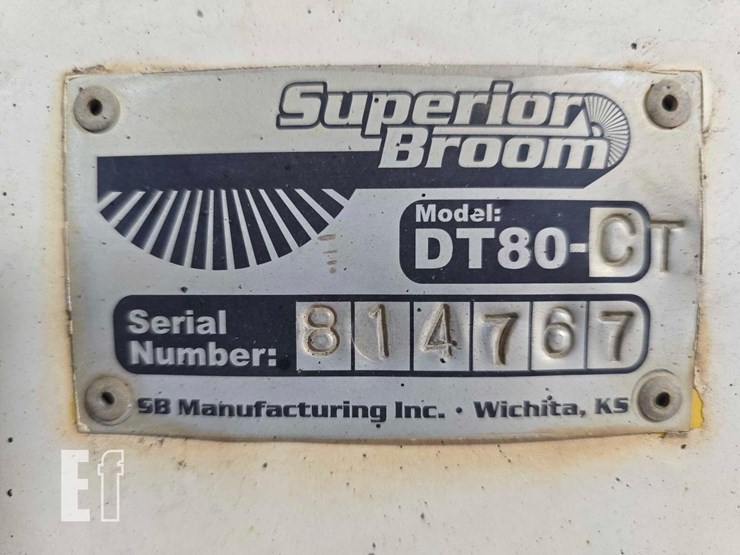 Superior
Broom
Model:
DT80-CT
Serial
Number: 814767
SB Manufacturing Inc. • Wichita, KS
Ef